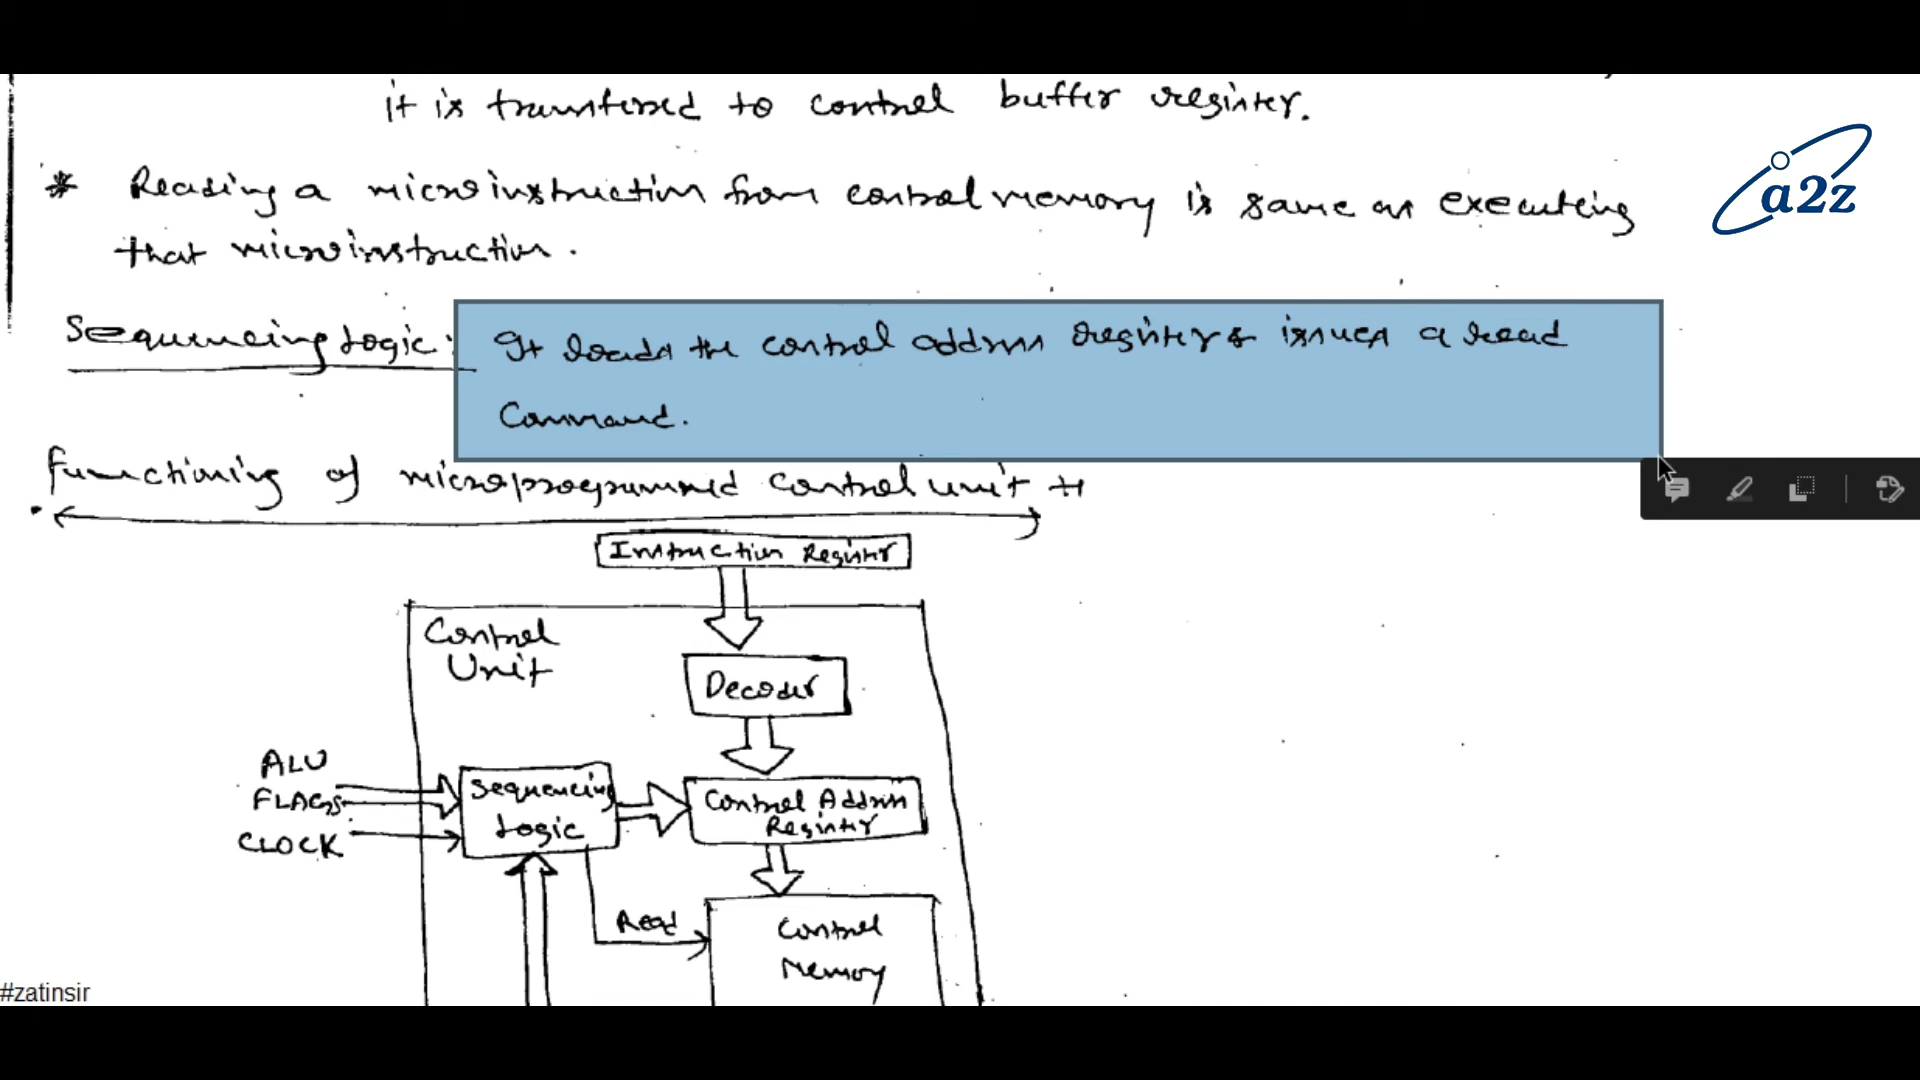 it is transferred to control buffer register.
* Reading a microinstruction from control memory is same as executing
that microinstruction.
a2z
Sequencing Logic: It loads the control address register & issues a read
Command.
Functioning of microprogrammed control unit
Instruction Register
Control
Unit
Decoder
ALU
FLAGS
CLOCK
Sequencing
Logic
Control Address
Register
Read
Control
Memory
#zatinsir